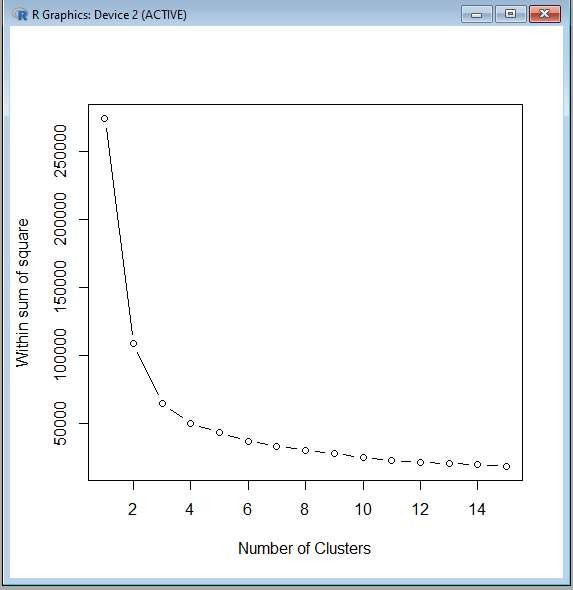 R Graphics: Device 2 (ACTIVE)
Within sum of square
250000
200000
150000
100000
50000
2 4 6 8 10 12 14
Number of Clusters